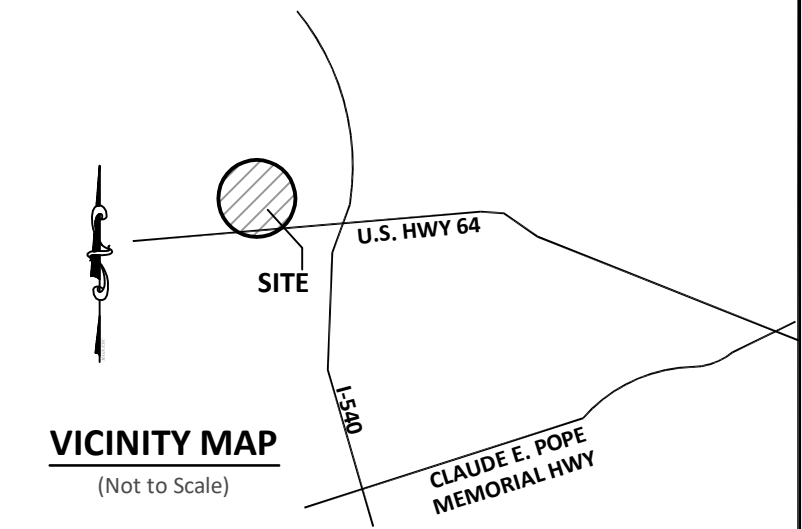 U.S. HWY 64
SITE
I-540
VICINITY MAP
(Not to Scale)
CLAUDE E. POPE
MEMORIAL HWY